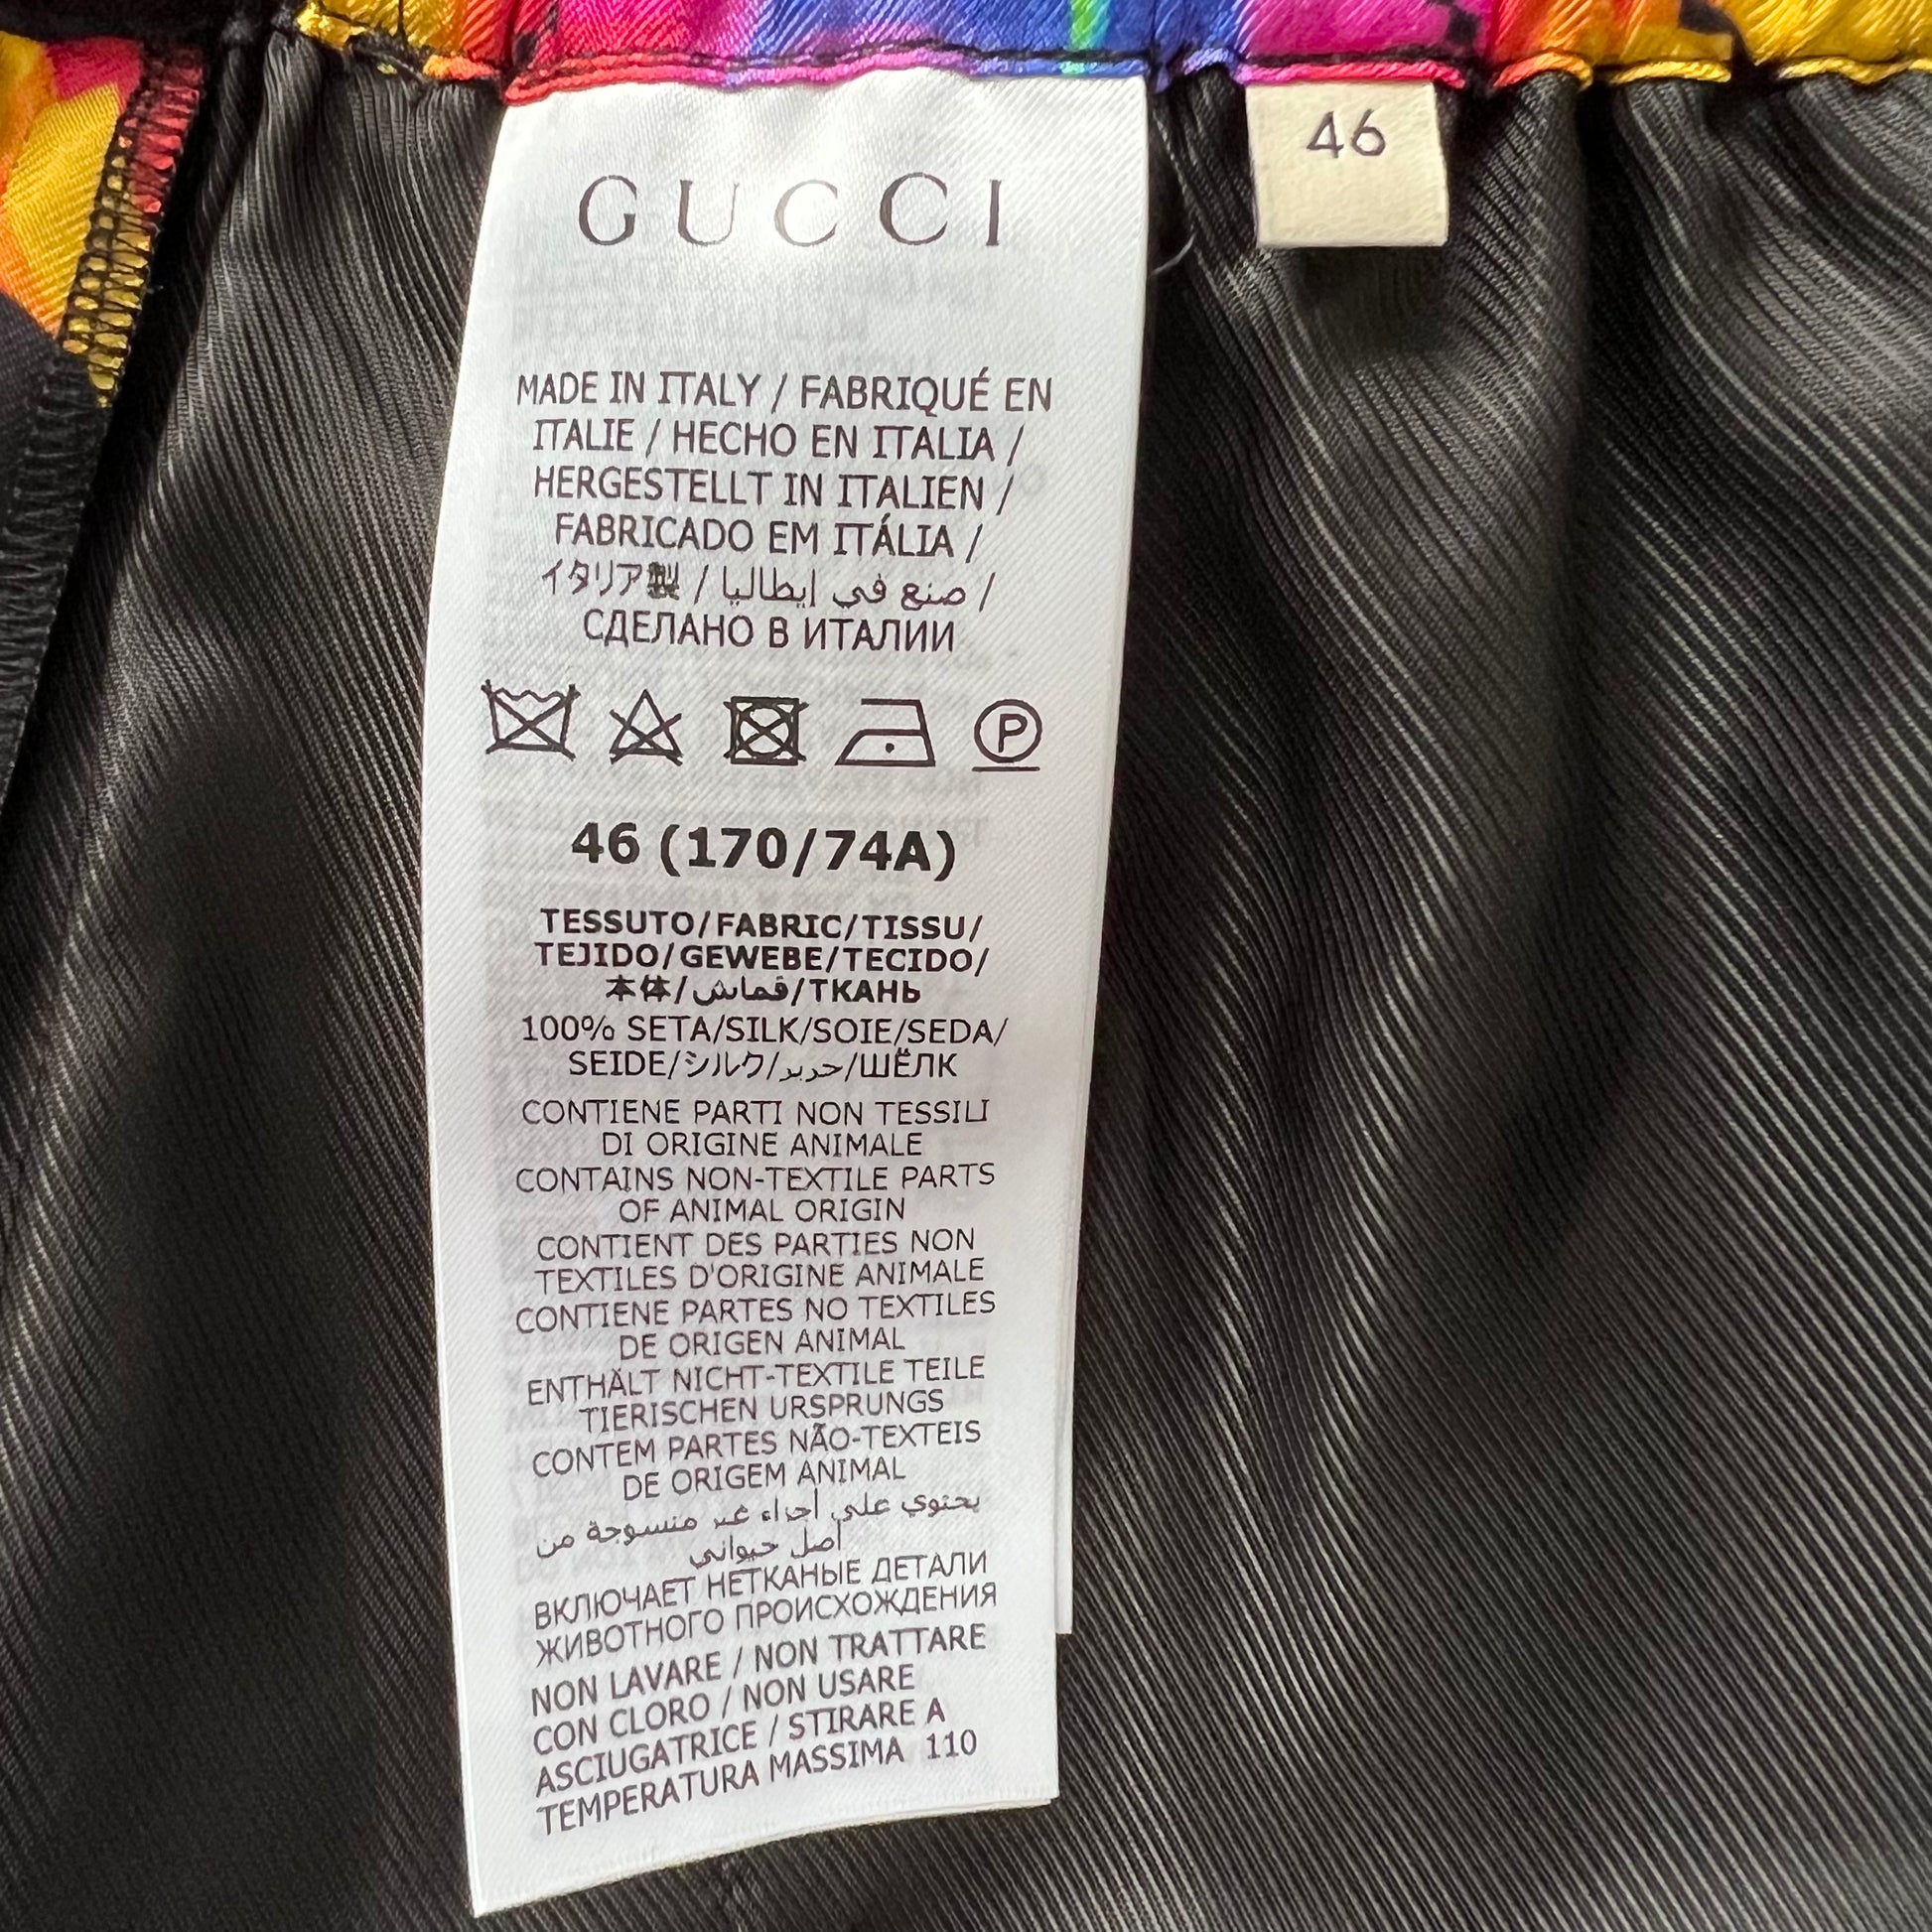 GUCCI
46
MADE IN ITALY / FABRIQUÉ EN
ITALIE / HECHO EN ITALIA /
HERGESTELLT IN ITALIEN /
FABRICADO EM ITÁLIA /
イタリア製 / صنع في إيطاليا /
СДЕЛАНО В ИТАЛИИ
P
46 (170/74A)
TESSUTO/FABRIC/TISSU/
TEJIDO/GEWEBE/TECIDO/
本体/قماش/ТКАНЬ
100% SETA/SILK/SOIE/SEDA/
SEIDE/シルク/حرير/ШЁЛК
CONTIENE PARTI NON TESSILI
DI ORIGINE ANIMALE
CONTAINS NON-TEXTILE PARTS
OF ANIMAL ORIGIN
CONTIENT DES PARTIES NON
TEXTILES D'ORIGINE ANIMALE
CONTIENE PARTES NO TEXTILES
DE ORIGEN ANIMAL
ENTHÄLT NICHT-TEXTILE TEILE
TIERISCHEN URSPRUNGS
CONTEM PARTES NÃO-TEXTEIS
DE ORIGEM ANIMAL
يحتوي على أجزاء غير منسوجة من
أصل حيواني
ВКЛЮЧАЕТ НЕТКАНЫЕ ДЕТАЛИ
ЖИВОТНОГО ПРОИСХОЖДЕНИЯ
NON LAVARE / NON TRATTARE
CON CLORO / NON USARE
ASCIUGATRICE / STIRARE A
TEMPERATURA MASSIMA 110